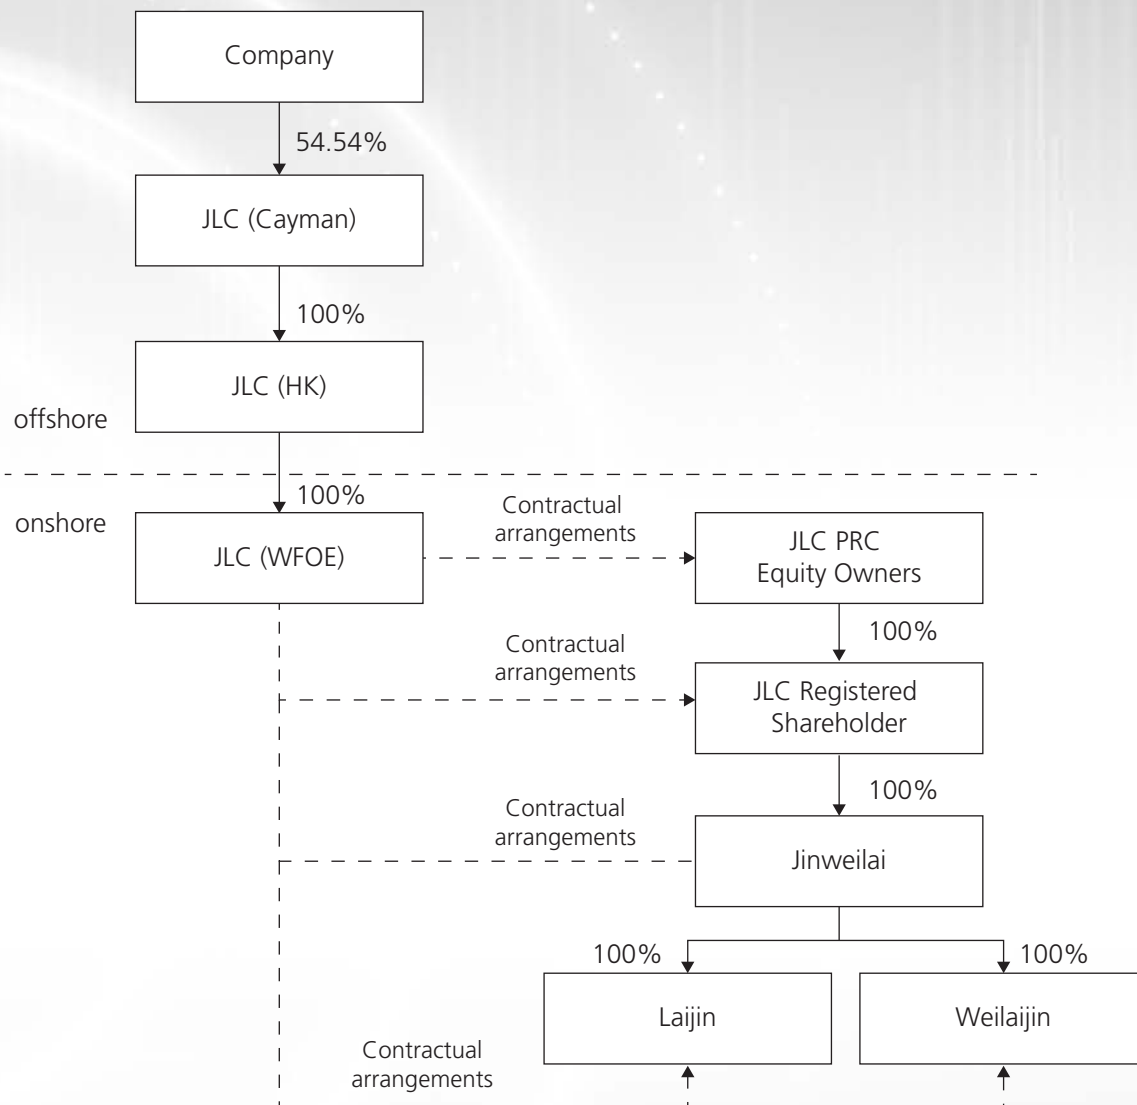 Company
54.54%
JLC (Cayman)
100%
JLC (HK)
offshore
100%
onshore
JLC (WFOE)
Contractual
arrangements
JLC PRC
Equity Owners
100%
Contractual
arrangements
JLC Registered
Shareholder
100%
Contractual
arrangements
Jinweilai
100%
100%
Laijin
Weilaijin
Contractual
arrangements